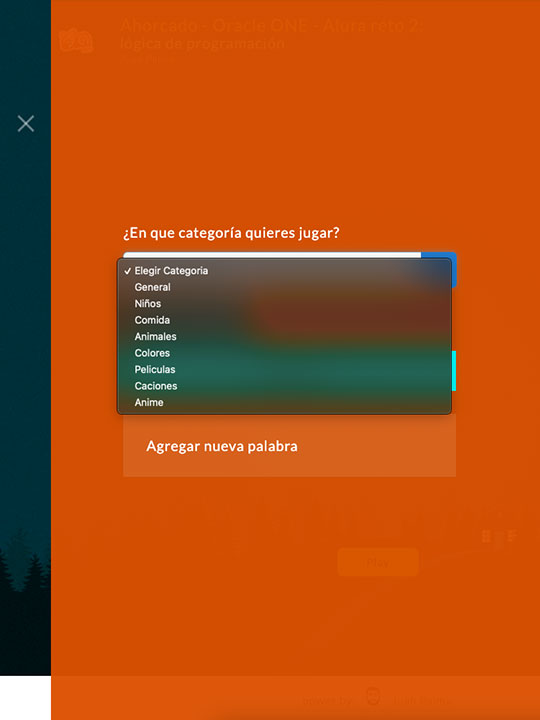 Ahorcado - Oracle ONE - Alura reto 2:
lógica de programación
¿En que categoría quieres jugar?
✓ Elegir Categoria
General
Niños
Comida
Animales
Colores
Peliculas
Caciones
Anime
Agregar nueva palabra
Play
power by: